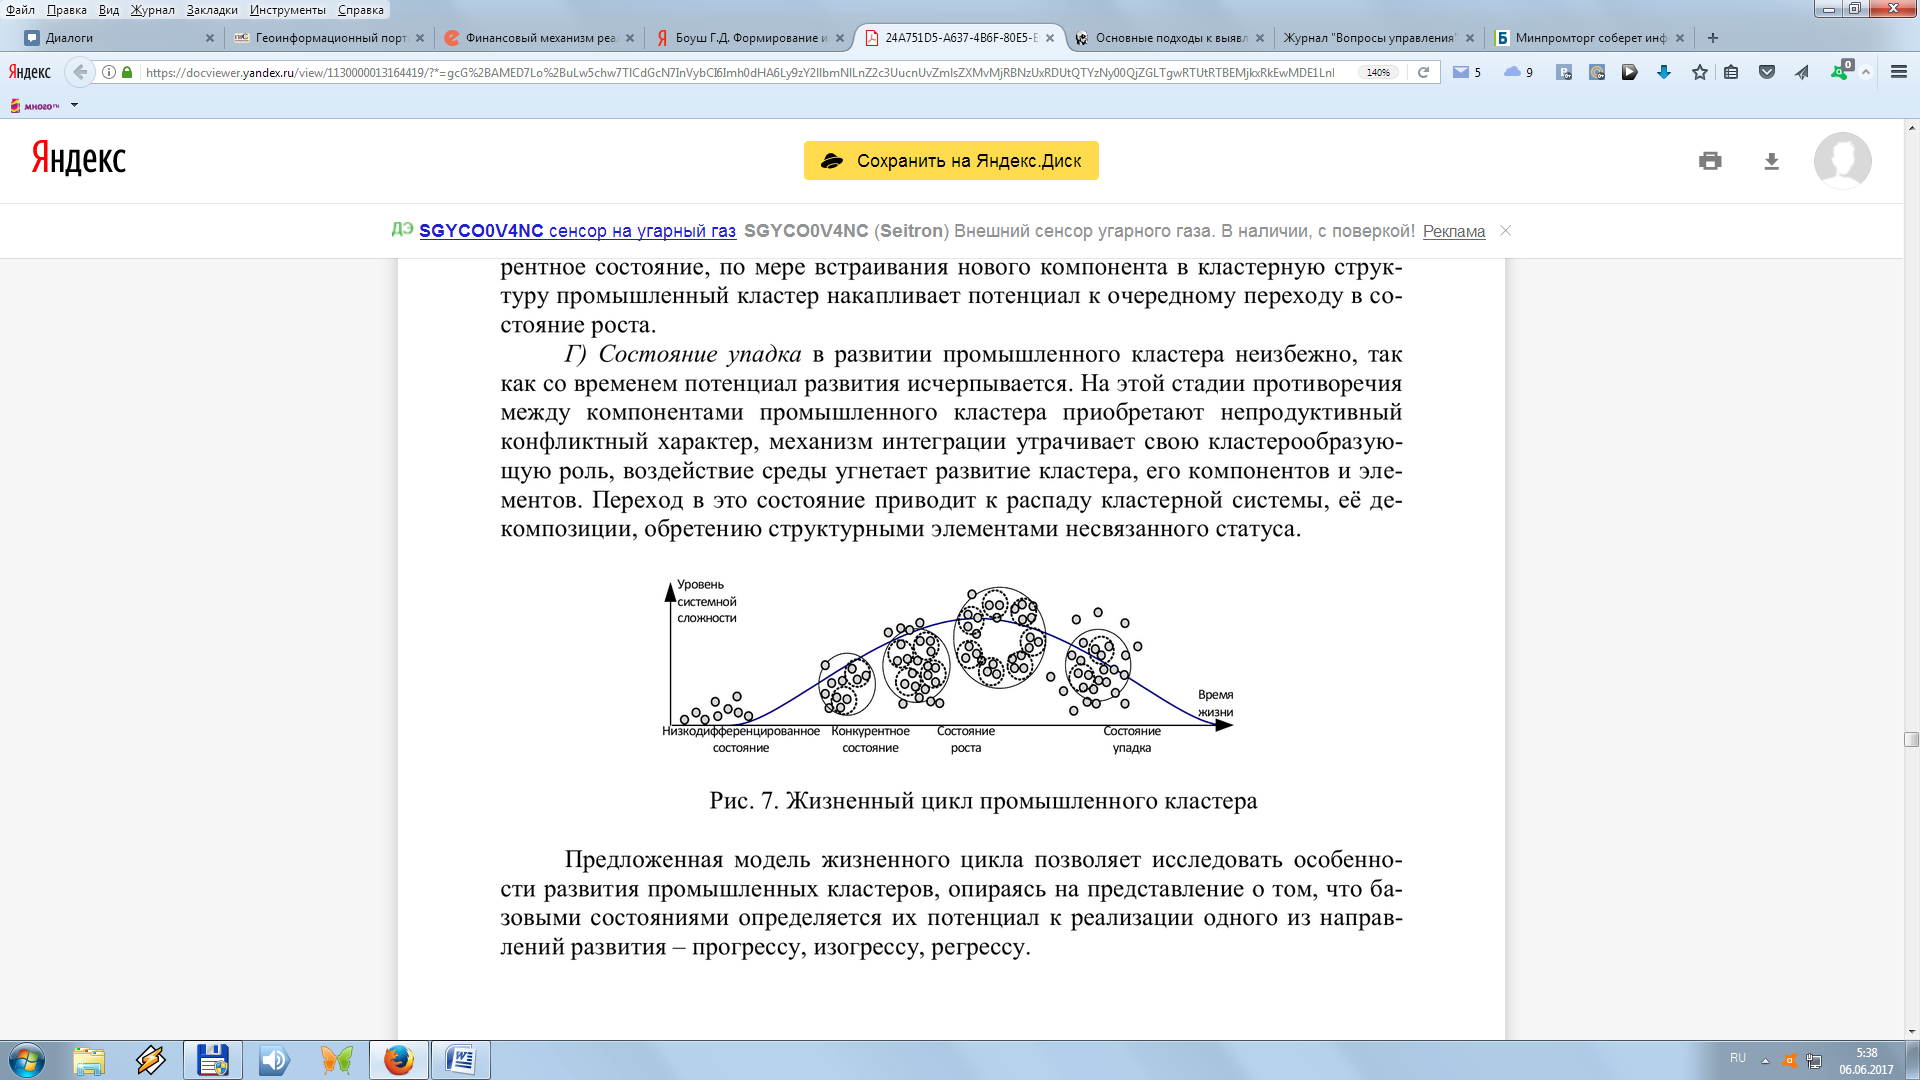 Файл Правка Вид Журнал Закладки Инструменты Справка
Диалоги
Геоинформационный порт
Финансовый механизм реа
Боуш Г.Д. Формирование и
24A751D5-A637-4B6F-80E5-E
Основные подходы к выявл
Журнал "Вопросы управления"
Минпромторг соберет инф
Яндекс
140%
5
9
0
много.ru
Яндекс
Сохранить на Яндекс.Диск
ДЭ SGYCO0V4NC сенсор на угарный газ SGYCO0V4NC (Seitron) Внешний сенсор угарного газа. В наличии, с поверкой! Реклама
рентное состояние, по мере встраивания нового компонента в кластерную струк-
туру промышленный кластер накапливает потенциал к очередному переходу в со-
стояние роста.
Г) Состояние упадка в развитии промышленного кластера неизбежно, так
как со временем потенциал развития исчерпывается. На этой стадии противоречия
между компонентами промышленного кластера приобретают непродуктивный
конфликтный характер, механизм интеграции утрачивает свою кластерообразую-
щую роль, воздействие среды угнетает развитие кластера, его компонентов и эле-
ментов. Переход в это состояние приводит к распаду кластерной системы, её де-
композиции, обретению структурными элементами несвязанного статуса.
Уровень
системной
сложности
Время
жизни
Низкодифференцированное
состояние
Конкурентное
состояние
Состояние
роста
Состояние
упадка
Рис. 7. Жизненный цикл промышленного кластера
Предложенная модель жизненного цикла позволяет исследовать особенно-
сти развития промышленных кластеров, опираясь на представление о том, что ба-
зовыми состояниями определяется их потенциал к реализации одного из направ-
лений развития – прогрессу, изогрессу, регрессу.
RU
5:38
06.06.2017